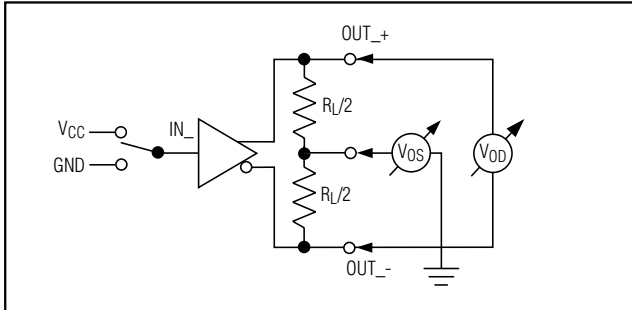 OUT_+
RL/2
VCC
IN_
VOS
VOD
GND
RL/2
OUT_-